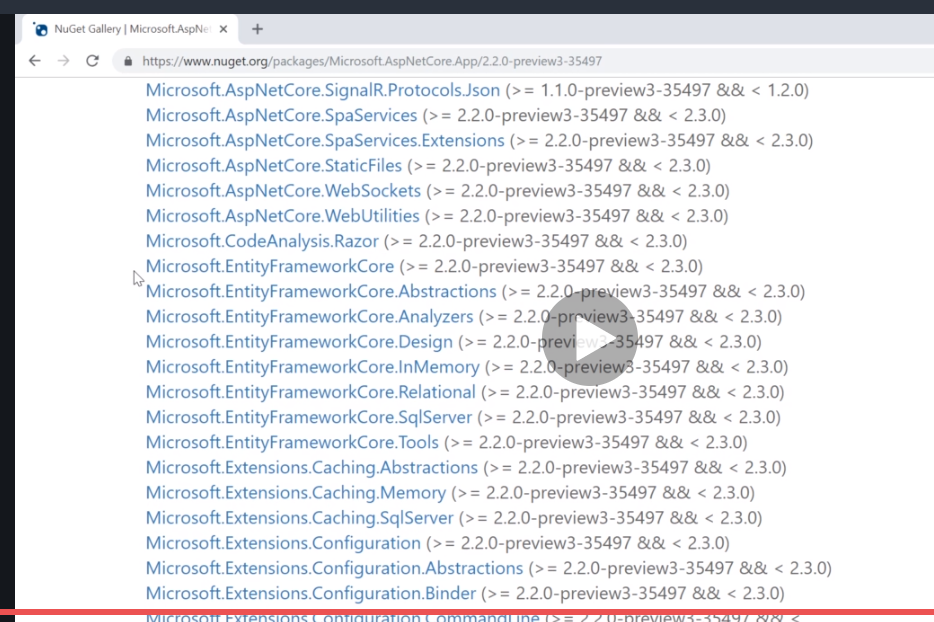 NuGet Gallery | Microsoft.AspNe
https://www.nuget.org/packages/Microsoft.AspNetCore.App/2.2.0-preview3-35497
Microsoft.AspNetCore.SignalR.Protocols.Json (>= 1.1.0-preview3-35497 && < 1.2.0)
Microsoft.AspNetCore.SpaServices (>= 2.2.0-preview3-35497 && < 2.3.0)
Microsoft.AspNetCore.SpaServices.Extensions (>= 2.2.0-preview3-35497 && < 2.3.0)
Microsoft.AspNetCore.StaticFiles (>= 2.2.0-preview3-35497 && < 2.3.0)
Microsoft.AspNetCore.WebSockets (>= 2.2.0-preview3-35497 && < 2.3.0)
Microsoft.AspNetCore.WebUtilities (>= 2.2.0-preview3-35497 && < 2.3.0)
Microsoft.CodeAnalysis.Razor (>= 2.2.0-preview3-35497 && < 2.3.0)
Microsoft.EntityFrameworkCore (>= 2.2.0-preview3-35497 && < 2.3.0)
Microsoft.EntityFrameworkCore.Abstractions (>= 2.2.0-preview3-35497 && < 2.3.0)
Microsoft.EntityFrameworkCore.Analyzers (>= 2.2.0-preview3-35497 && < 2.3.0)
Microsoft.EntityFrameworkCore.Design (>= 2.2.0-preview3-35497 && < 2.3.0)
Microsoft.EntityFrameworkCore.InMemory (>= 2.2.0-preview3-35497 && < 2.3.0)
Microsoft.EntityFrameworkCore.Relational (>= 2.2.0-preview3-35497 && < 2.3.0)
Microsoft.EntityFrameworkCore.SqlServer (>= 2.2.0-preview3-35497 && < 2.3.0)
Microsoft.EntityFrameworkCore.Tools (>= 2.2.0-preview3-35497 && < 2.3.0)
Microsoft.Extensions.Caching.Abstractions (>= 2.2.0-preview3-35497 && < 2.3.0)
Microsoft.Extensions.Caching.Memory (>= 2.2.0-preview3-35497 && < 2.3.0)
Microsoft.Extensions.Caching.SqlServer (>= 2.2.0-preview3-35497 && < 2.3.0)
Microsoft.Extensions.Configuration (>= 2.2.0-preview3-35497 && < 2.3.0)
Microsoft.Extensions.Configuration.Abstractions (>= 2.2.0-preview3-35497 && < 2.3.0)
Microsoft.Extensions.Configuration.Binder (>= 2.2.0-preview3-35497 && < 2.3.0)
Microsoft.Extensions.Configuration.CommandLine (>= 2.2.0-preview3-35497 && <